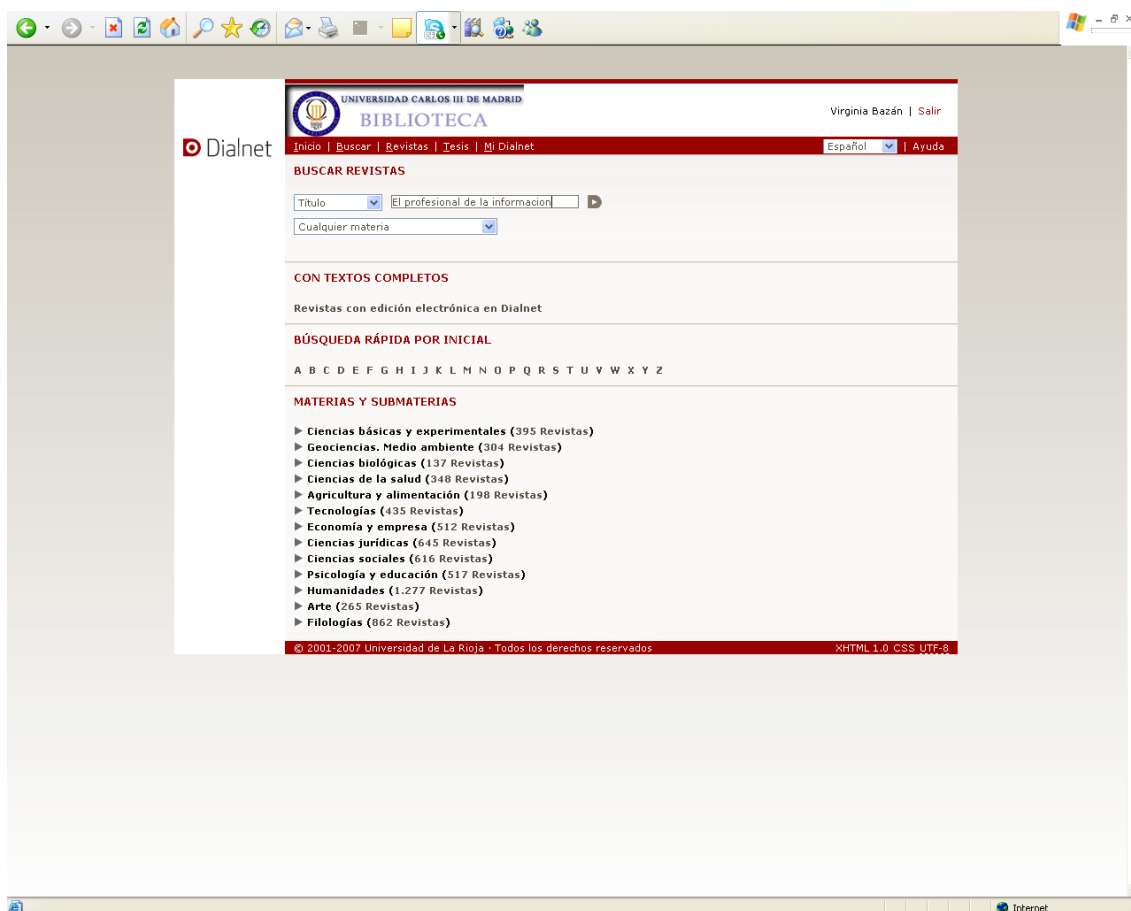 UNIVERSIDAD CARLOS III DE MADRID
BIBLIOTECA
Virginia Bazán | Salir
Dialnet
Inicio | Buscar | Revistas | Tesis | Mi Dialnet
Español | Ayuda
BUSCAR REVISTAS
Título El profesional de la informacion
Cualquier materia
CON TEXTOS COMPLETOS
Revistas con edición electrónica en Dialnet
BÚSQUEDA RÁPIDA POR INICIAL
A B C D E F G H I J K L M N O P Q R S T U V W X Y Z
MATERIAS Y SUBMATERIAS
Ciencias básicas y experimentales (395 Revistas)
Geociencias. Medio ambiente (304 Revistas)
Ciencias biológicas (137 Revistas)
Ciencias de la salud (348 Revistas)
Agricultura y alimentación (198 Revistas)
Tecnologías (435 Revistas)
Economía y empresa (512 Revistas)
Ciencias jurídicas (645 Revistas)
Ciencias sociales (616 Revistas)
Psicología y educación (517 Revistas)
Humanidades (1.277 Revistas)
Arte (265 Revistas)
Filologías (862 Revistas)
© 2001-2007 Universidad de La Rioja · Todos los derechos reservados
XHTML 1.0 CSS UTF-8
Internet